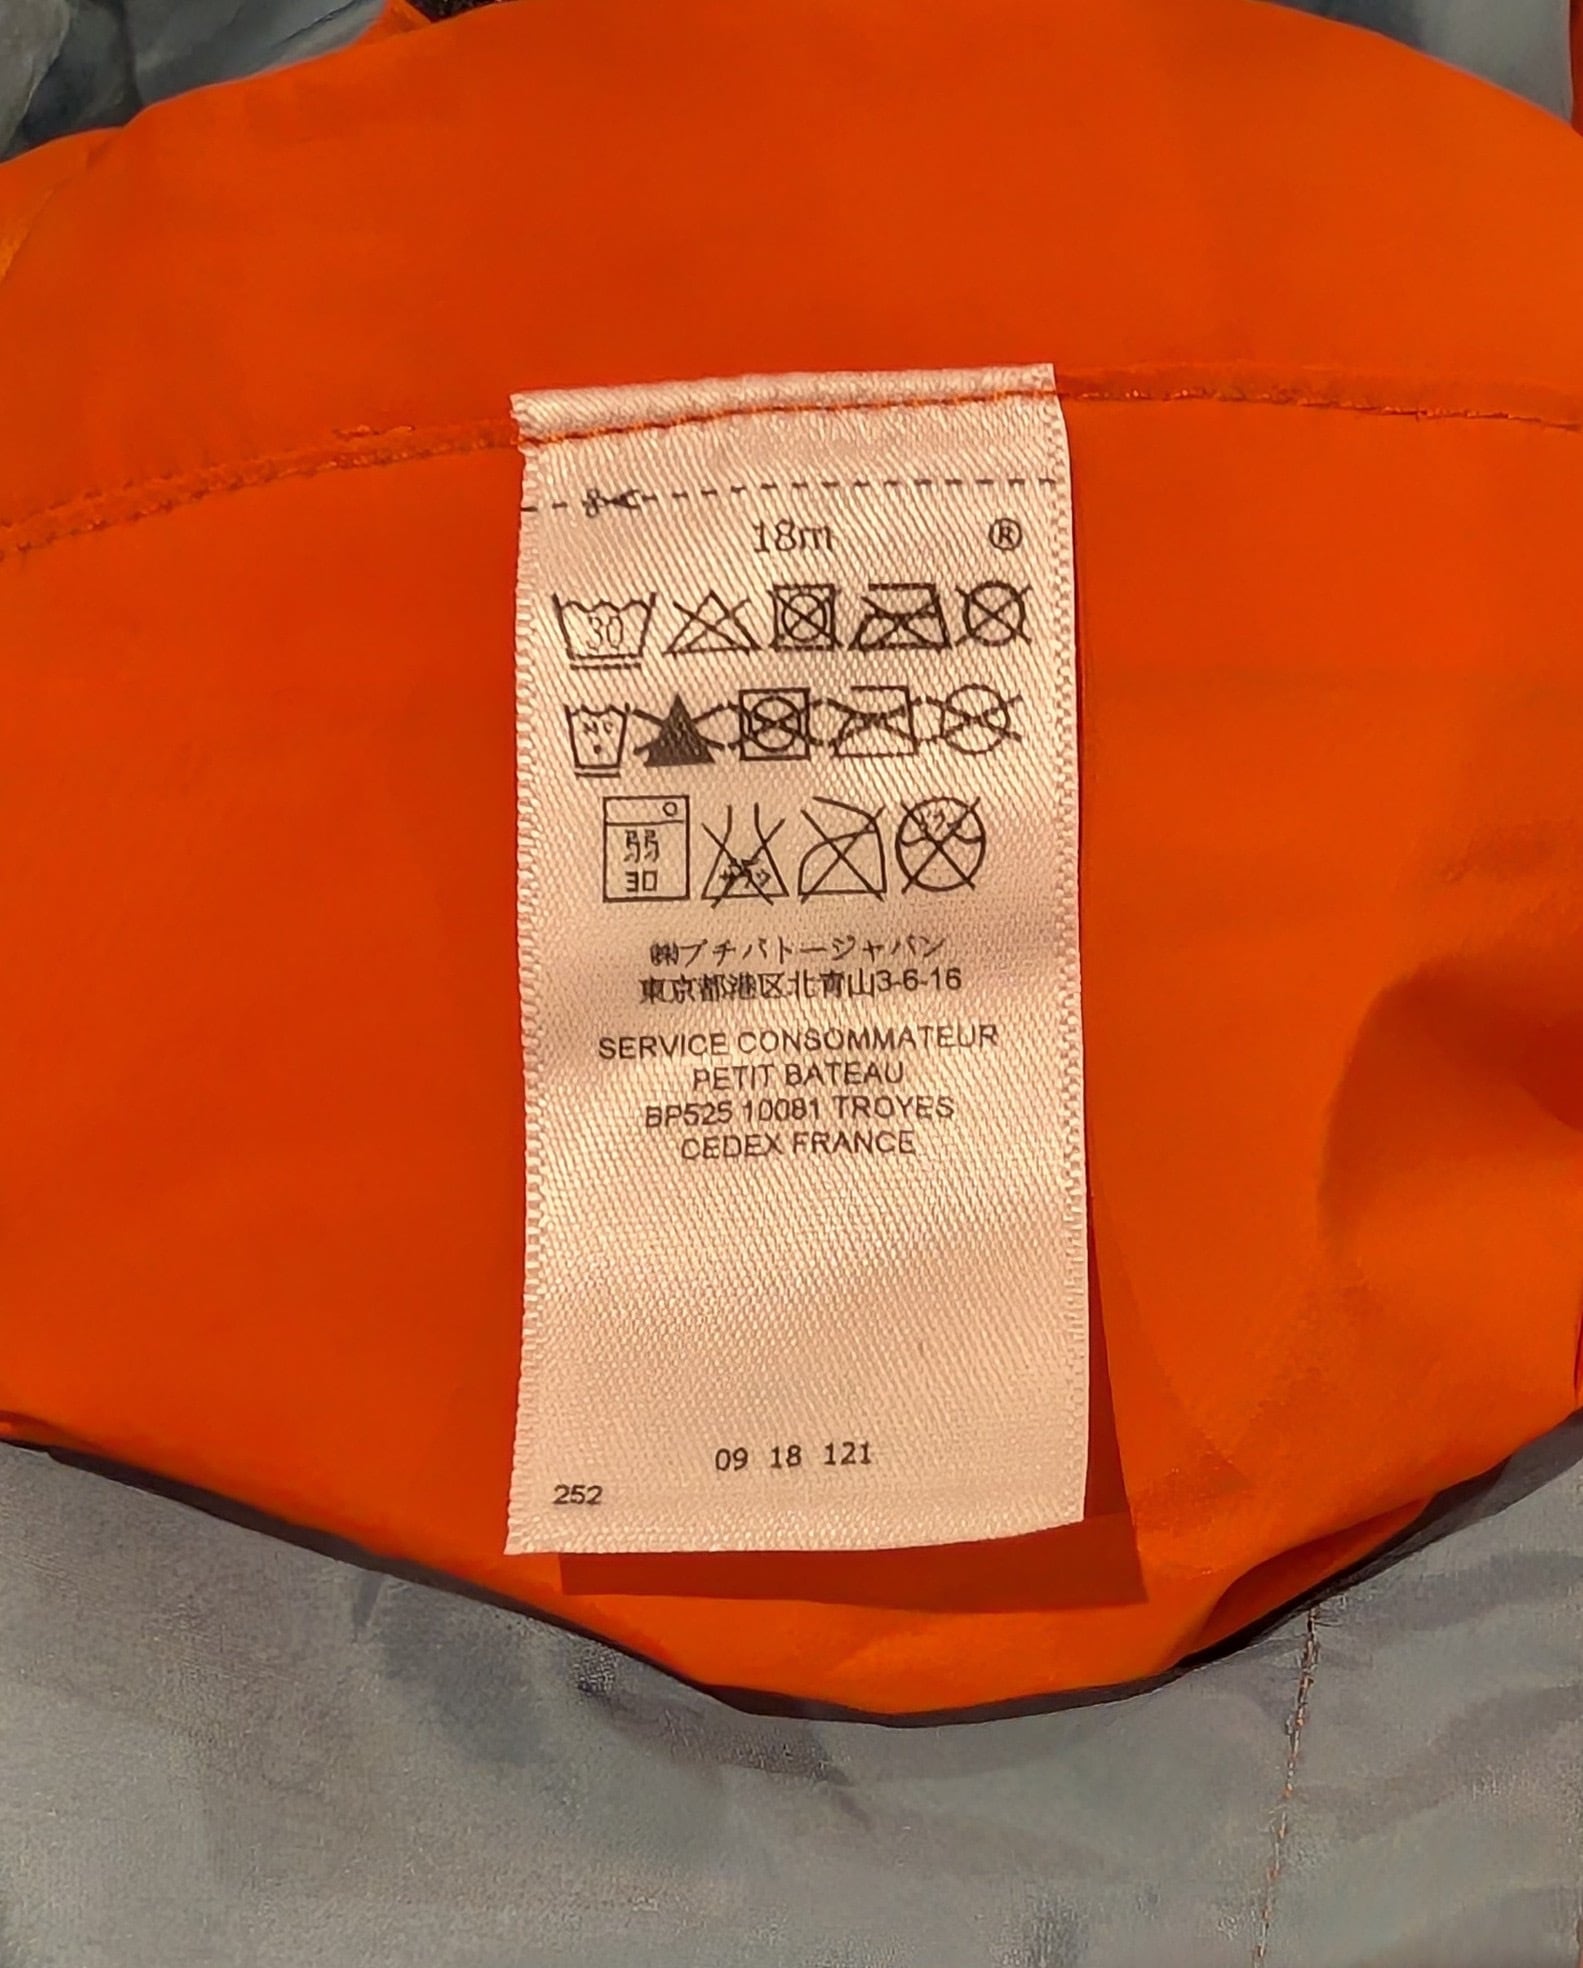 18m ®
30
弱
30
㈱プチバトージャパン
東京都港区北青山3-6-16
SERVICE CONSOMMATEUR
PETIT BATEAU
BP525 10081 TROYES
CEDEX FRANCE
09 18 121
252